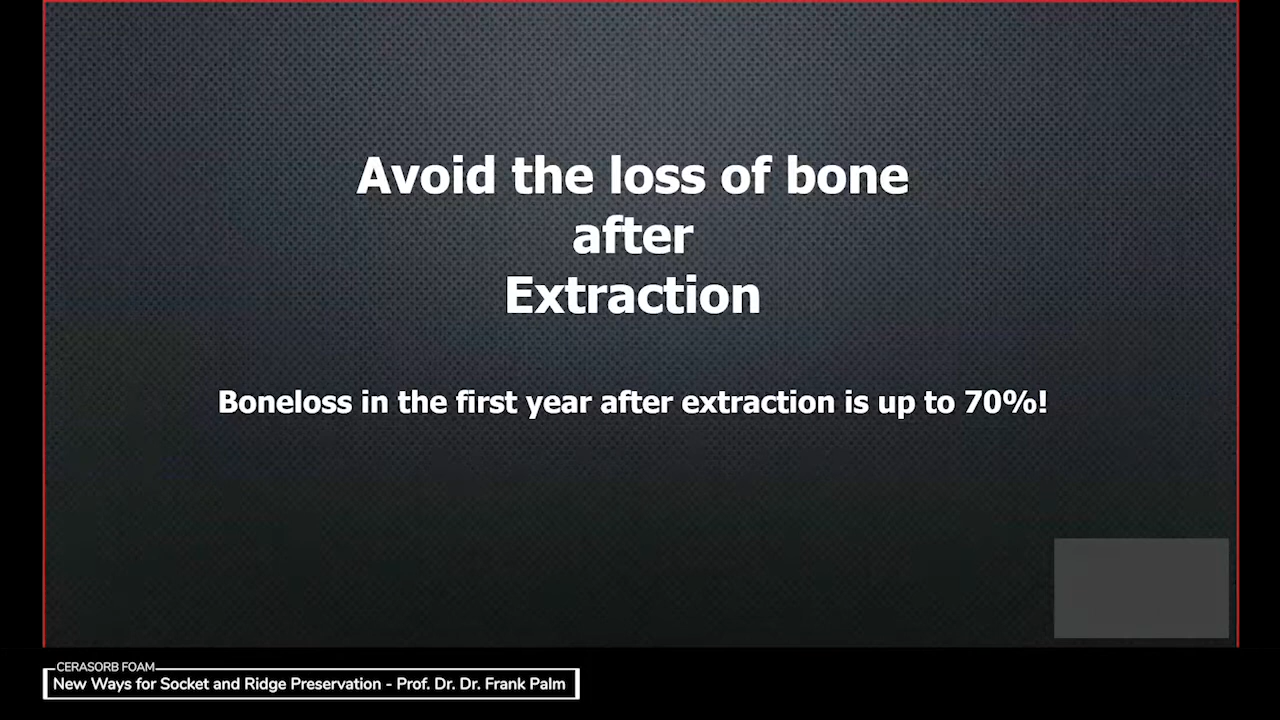 Avoid the loss of bone
after
Extraction
Boneloss in the first year after extraction is up to 70%!
CERASORB FOAM
New Ways for Socket and Ridge Preservation - Prof. Dr. Dr. Frank Palm